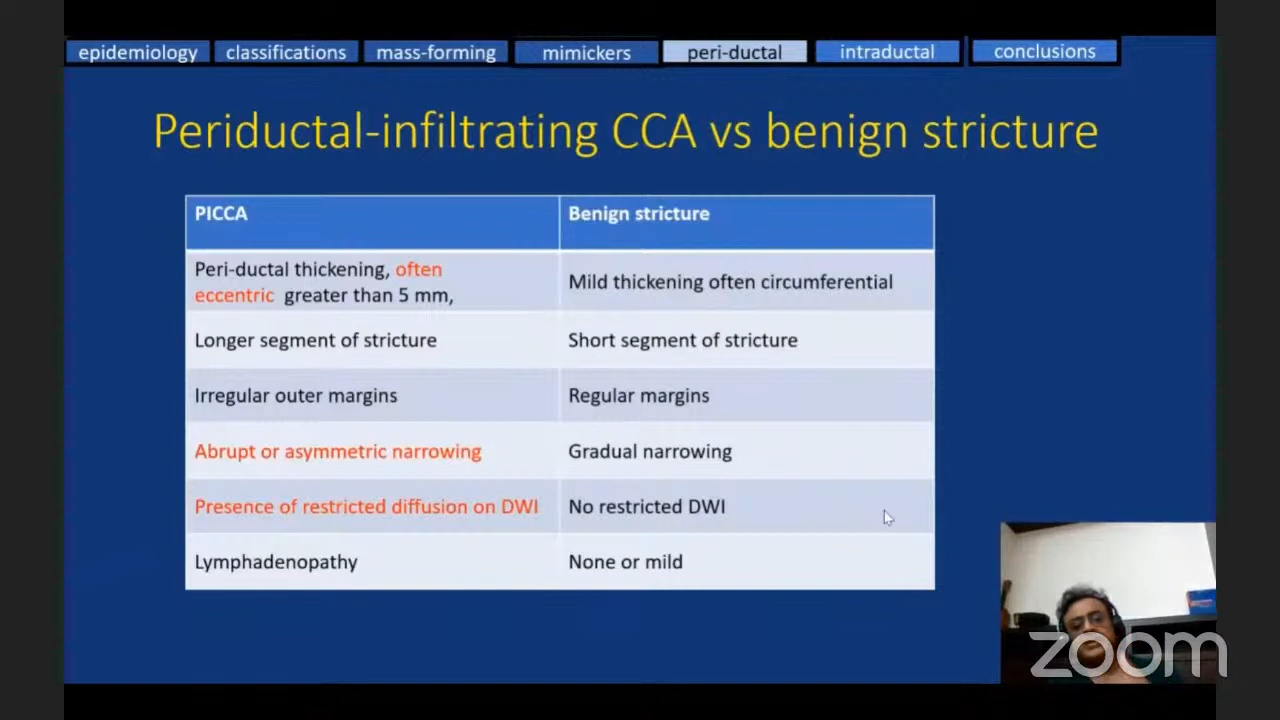 epidemiology classifications mass-forming mimickers peri-ductal intraductal conclusions
Periductal-infiltrating CCA vs benign stricture
PICCA Benign stricture
Peri-ductal thickening, often
eccentric greater than 5 mm,
Mild thickening often circumferential
Longer segment of stricture Short segment of stricture
Irregular outer margins Regular margins
Abrupt or asymmetric narrowing Gradual narrowing
Presence of restricted diffusion on DWI No restricted DWI
Lymphadenopathy None or mild
zoom